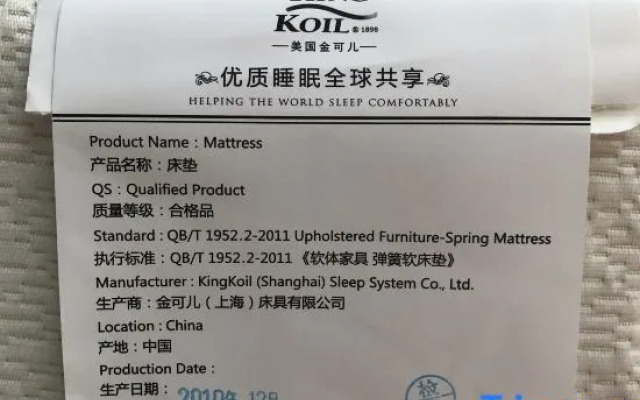 KING
KOIL ® 1898
美国金可儿
优质睡眠全球共享
HELPING THE WORLD SLEEP COMFORTABLY
Product Name : Mattress
产品名称：床垫
QS : Qualified Product
质量等级：合格品
Standard : QB/T 1952.2-2011 Upholstered Furniture-Spring Mattress
执行标准：QB/T 1952.2-2011 《软体家具 弹簧软床垫》
Manufacturer : KingKoil (Shanghai) Sleep System Co., Ltd.
生产商：金可儿（上海）床具有限公司
Location : China
产地：中国
Production Date :
生产日期：
检